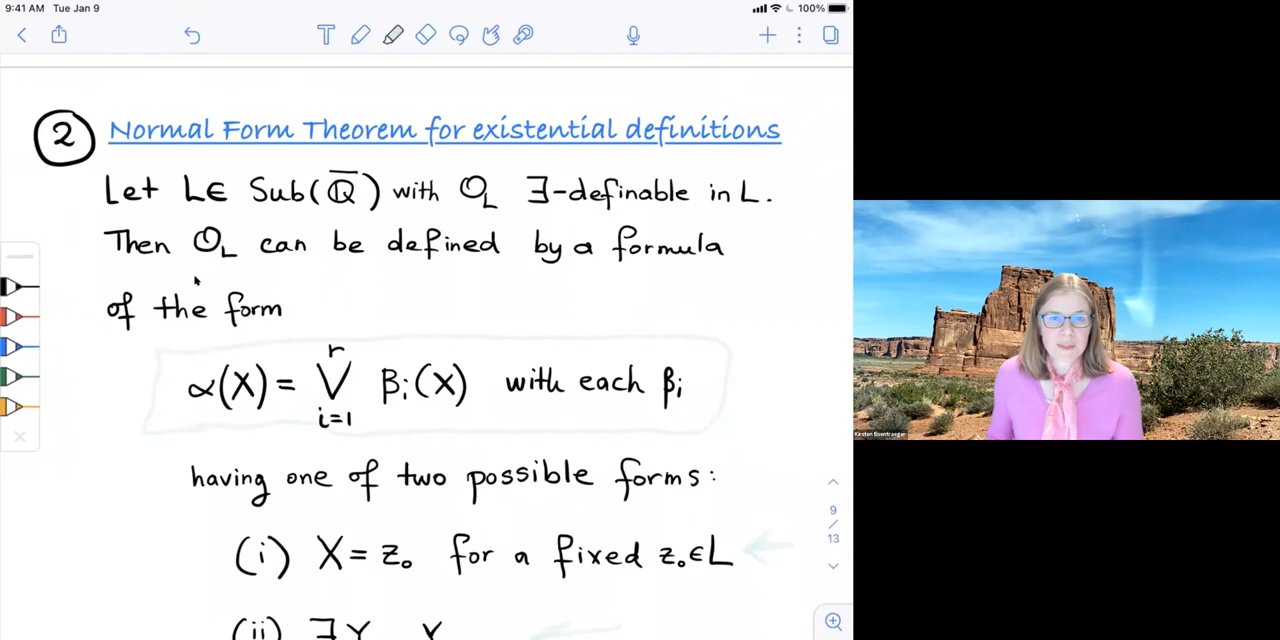 9:41 AM Tue Jan 9
100%
2 Normal Form Theorem for existential definitions
Let L∈ Sub(Q̅) with O_L ∃-definable in L.
Then O_L can be defined by a formula
of the form
α(X) = ⋁_{i=1}^{r} β_i(X) with each β_i
having one of two possible forms:
(i) X = z₀ for a fixed z₀∈L
(ii) ∃Y
9
/
13
Kirsten Eisentraeger